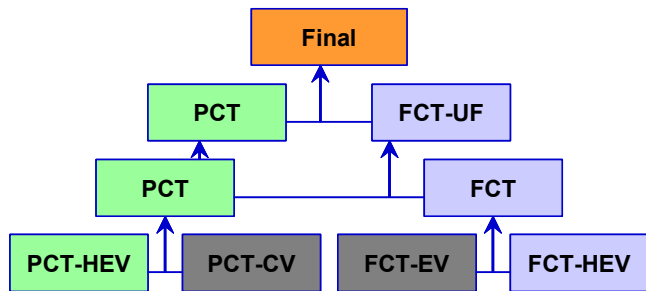 Final
PCT
FCT-UF
PCT
FCT
PCT-HEV
PCT-CV
FCT-EV
FCT-HEV